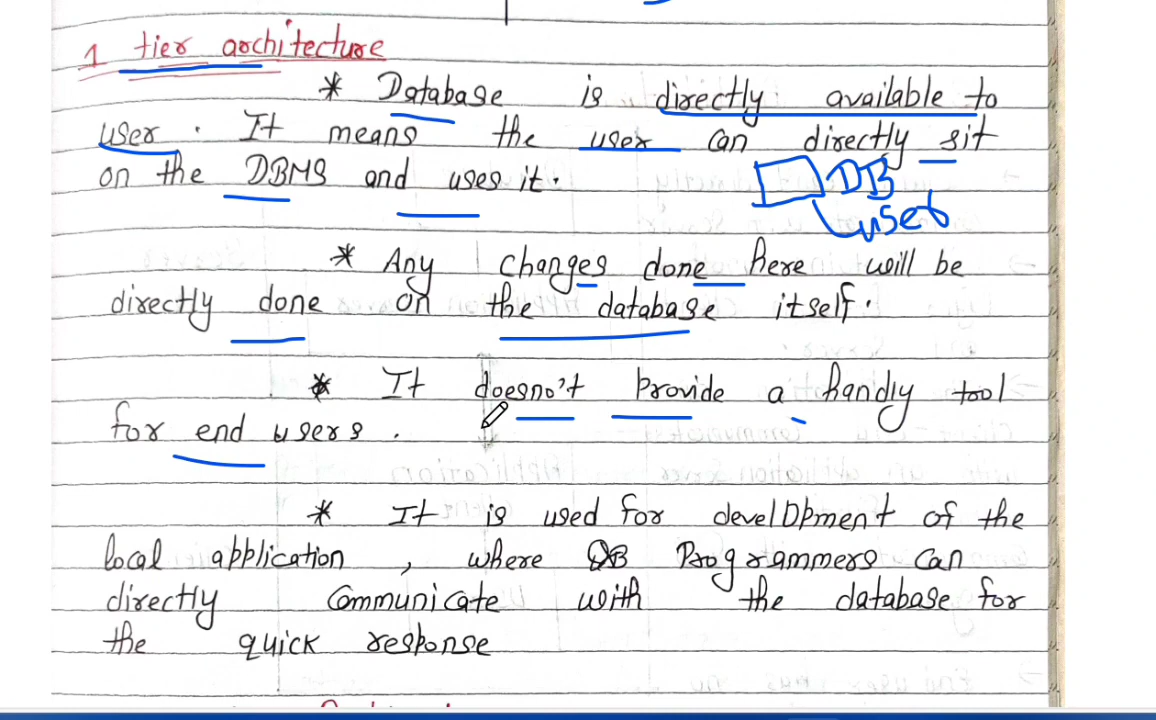 1 tier architecture
* Database is directly available to
user. It means the user can directly sit
on the DBMS and uses it.
DB
user
* Any changes done here will be
directly done on the database itself.
* It doesno't provide a handly tool
for end users.
* It is used for develOpment of the
local application, where DB Programmers can
directly communicate with the database for
the quick response